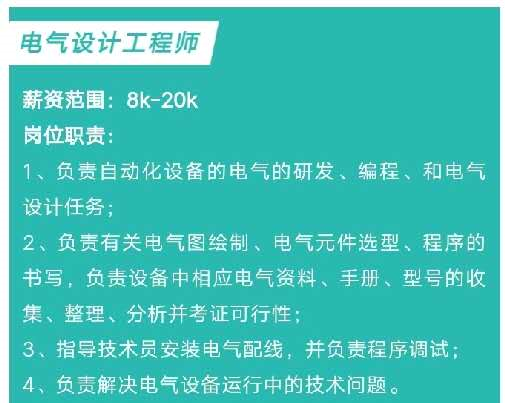 电气设计工程师
薪资范围：8k-20k
岗位职责：
1、负责自动化设备的电气的研发、编程、和电气
设计任务；
2、负责有关电气图绘制、电气元件选型、程序的
书写，负责设备中相应电气资料、手册、型号的收
集、整理、分析并考证可行性；
3、指导技术员安装电气配线，并负责程序调试；
4、负责解决电气设备运行中的技术问题。